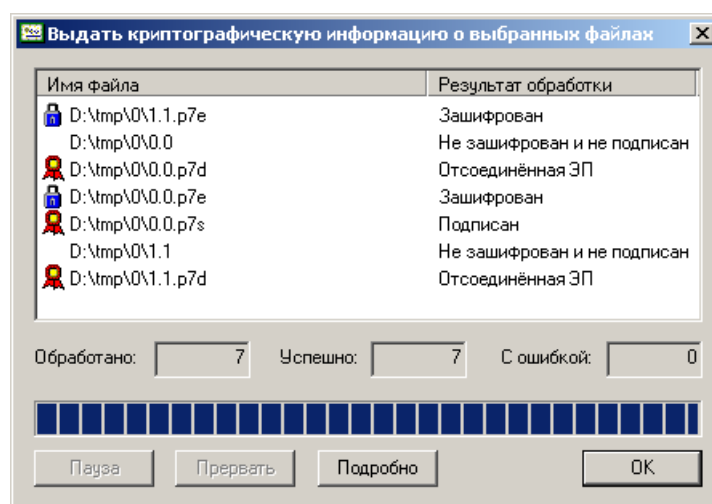 Выдать криптографическую информацию о выбранных файлах
Имя файла Результат обработки
D:\tmp\0\1.1.p7e Зашифрован
D:\tmp\0\0.0 Не зашифрован и не подписан
D:\tmp\0\0.0.p7d Отсоединённая ЭП
D:\tmp\0\0.0.p7e Зашифрован
D:\tmp\0\0.0.p7s Подписан
D:\tmp\0\1.1 Не зашифрован и не подписан
D:\tmp\0\1.1.p7d Отсоединённая ЭП
Обработано: 7 Успешно: 7 С ошибкой: 0
Пауза Прервать Подробно OK